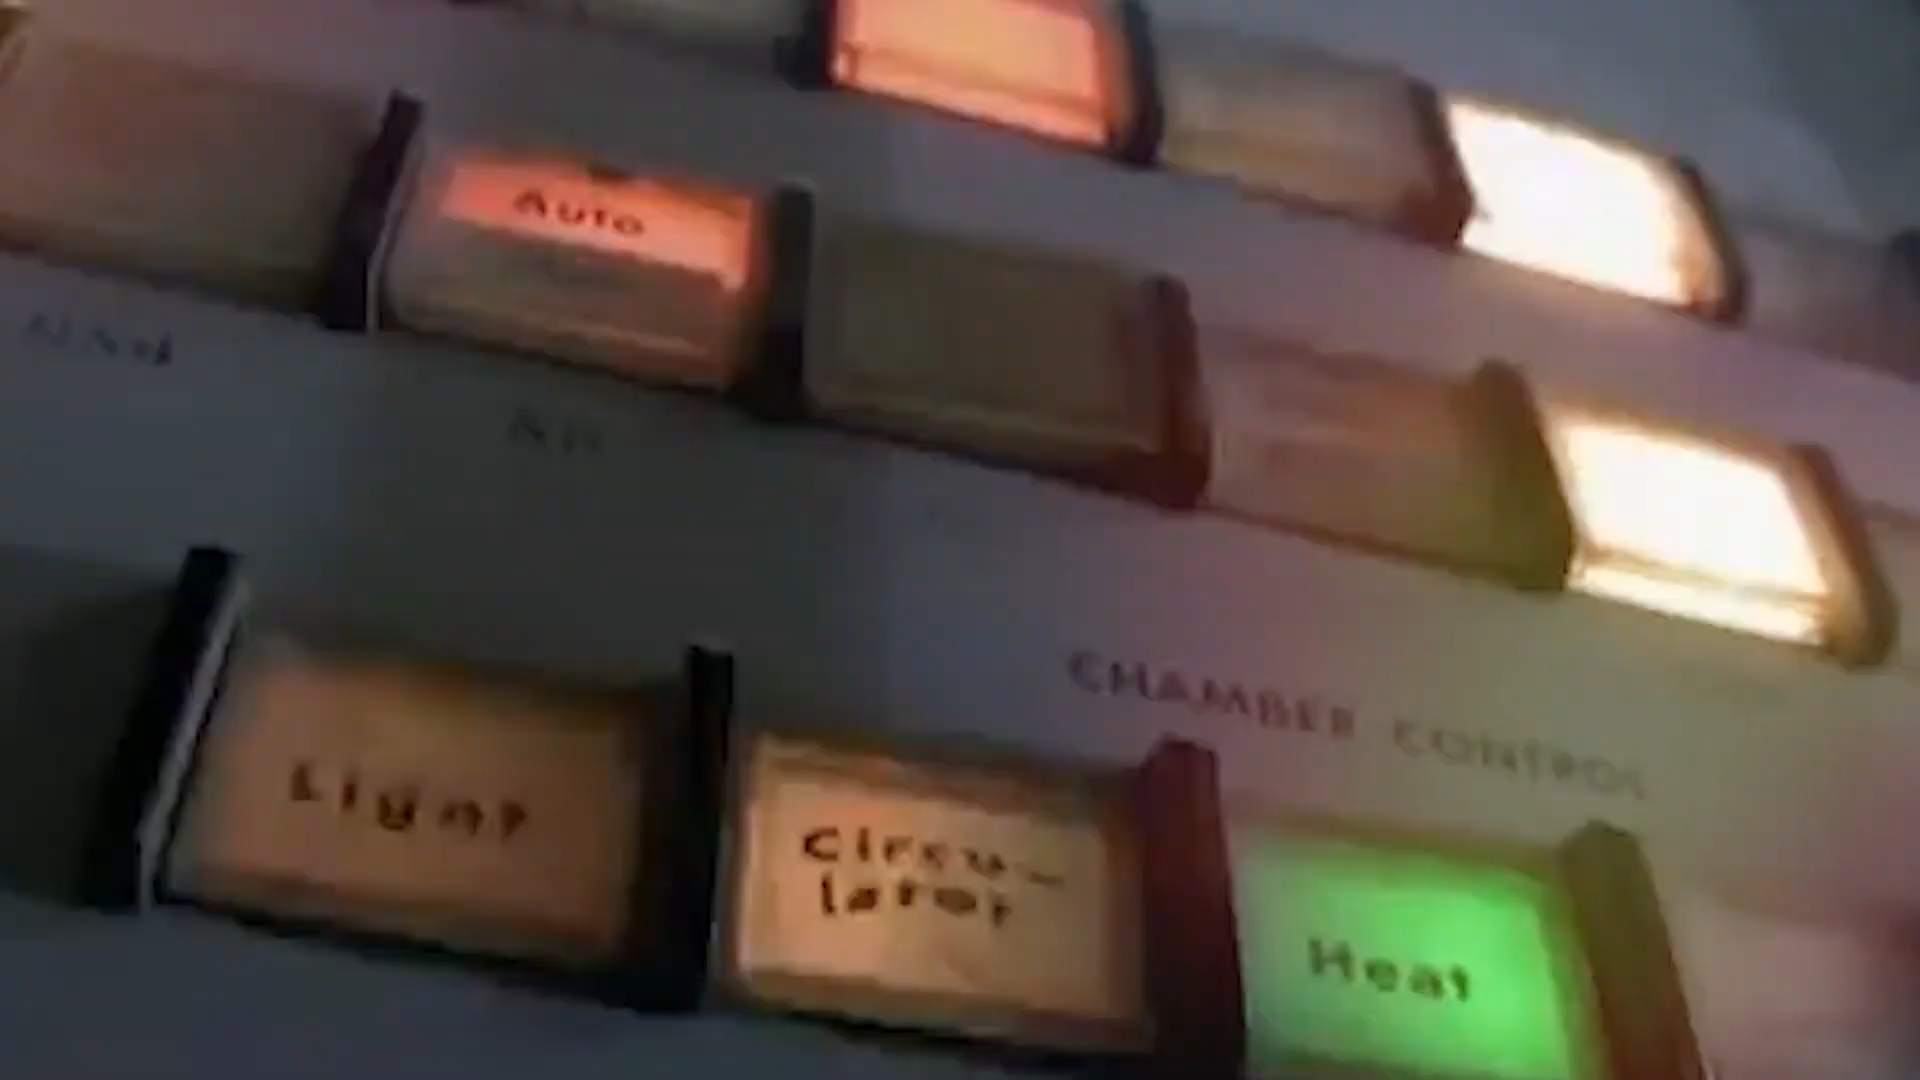 Auto
CHAMBER CONTROL
Light
Circu-
lator
Heat